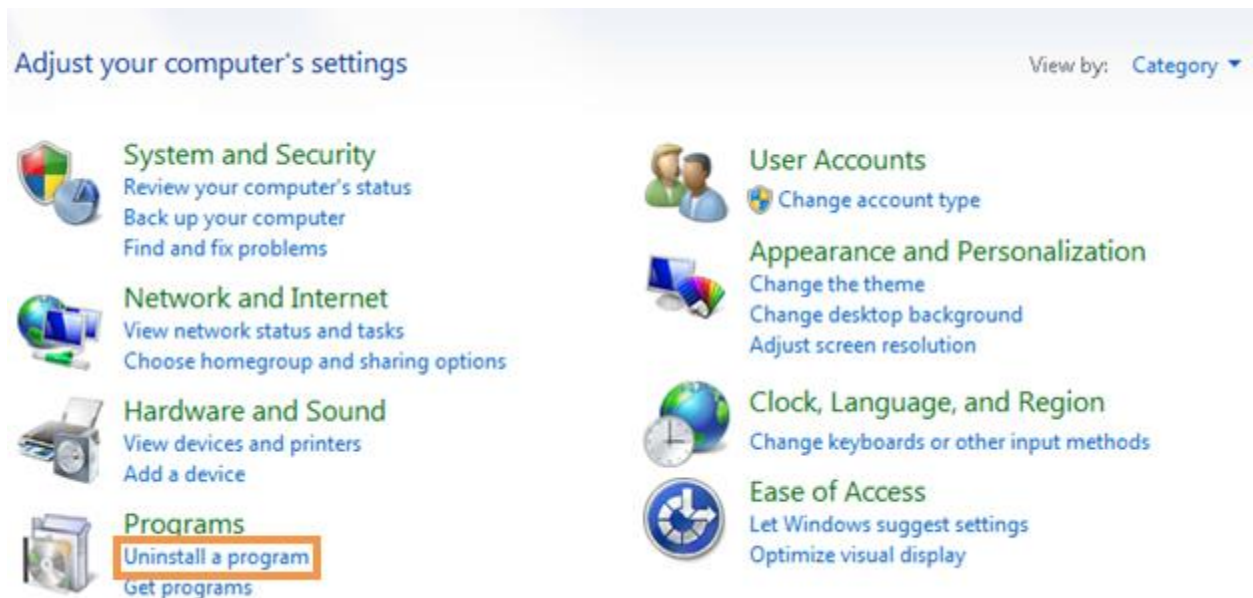 Adjust your computer's settings
View by: Category
System and Security
Review your computer's status
Back up your computer
Find and fix problems
Network and Internet
View network status and tasks
Choose homegroup and sharing options
Hardware and Sound
View devices and printers
Add a device
Programs
Uninstall a program
Get programs
User Accounts
Change account type
Appearance and Personalization
Change the theme
Change desktop background
Adjust screen resolution
Clock, Language, and Region
Change keyboards or other input methods
Ease of Access
Let Windows suggest settings
Optimize visual display